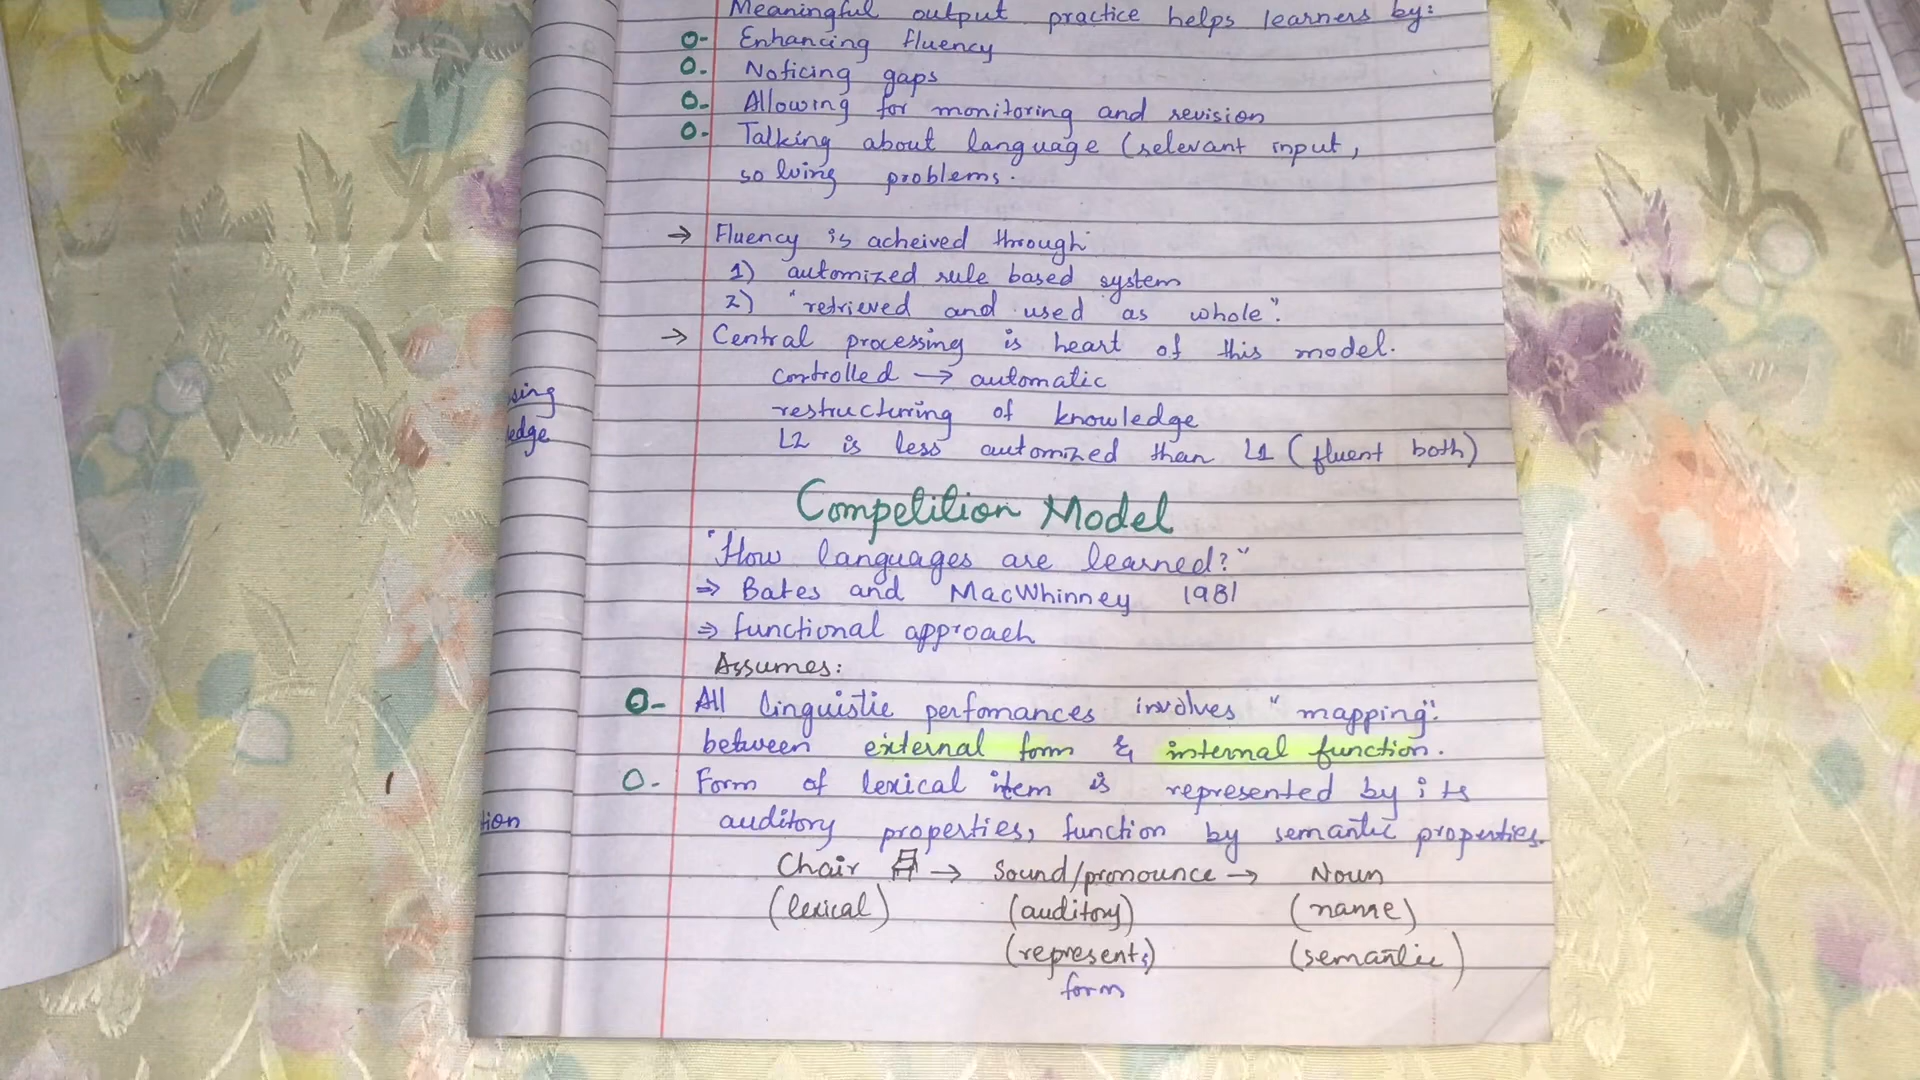 Meaningful output practice helps learners by:
O- Enhancing fluency
O. Noticing gaps
O. Allowing for monitoring and revision
O. Talking about language (relevant input,
solving problems.
→ Fluency is acheived through
1) automized rule based system
2) "retrieved and used as whole".
→ Central processing is heart of this model.
controlled → automatic
restructuring of knowledge
L2 is less automized than L1 (fluent both)
sing
edge
Competition Model
"How languages are learned?"
⇒ Bates and MacWhinney 1981
⇒ functional approach
Assumes:
O- All linguistic perfomances involves "mapping".
between external form & internal function.
O- Form of lexical item is represented by its
auditory properties, function by semantic properties.
tion
Chair → Sound/pronounce → Noun
(lexical) (auditory) (name)
(represents) (semantic)
form